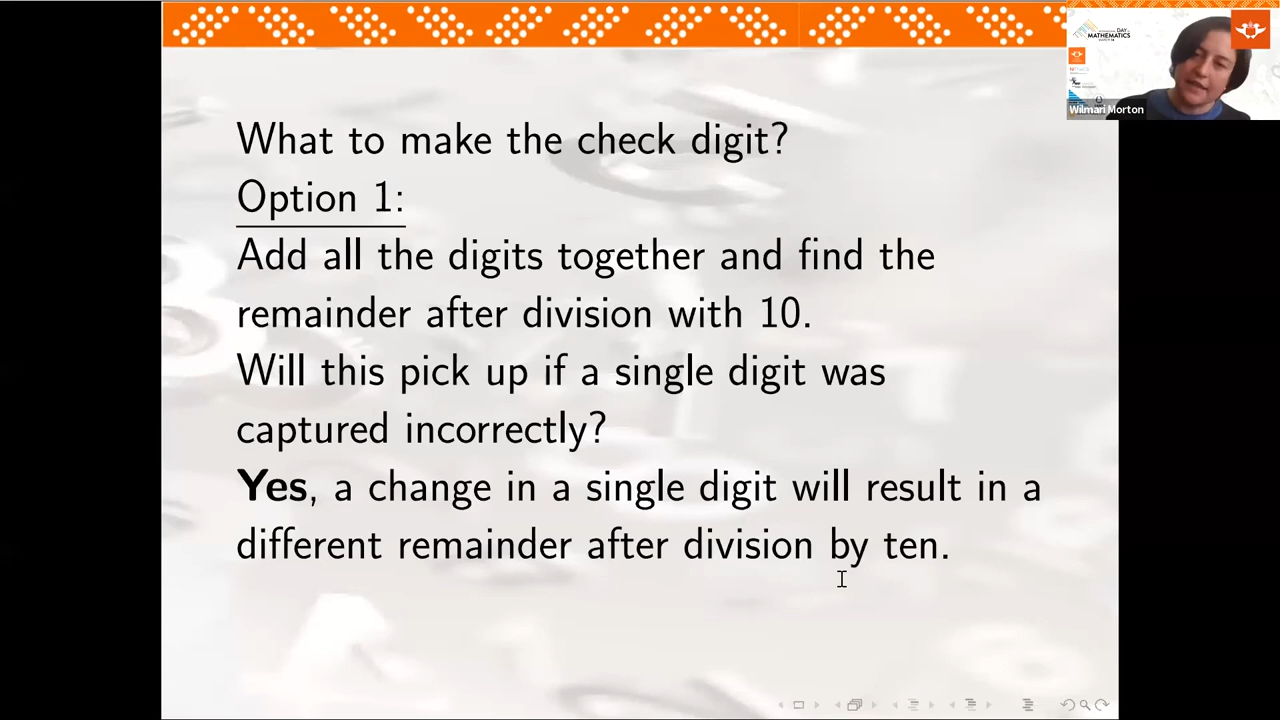 What to make the check digit?
Option 1:
Add all the digits together and find the
remainder after division with 10.
Will this pick up if a single digit was
captured incorrectly?
Yes, a change in a single digit will result in a
different remainder after division by ten.
DAY
MATHEMATICS
Wilmari Morton